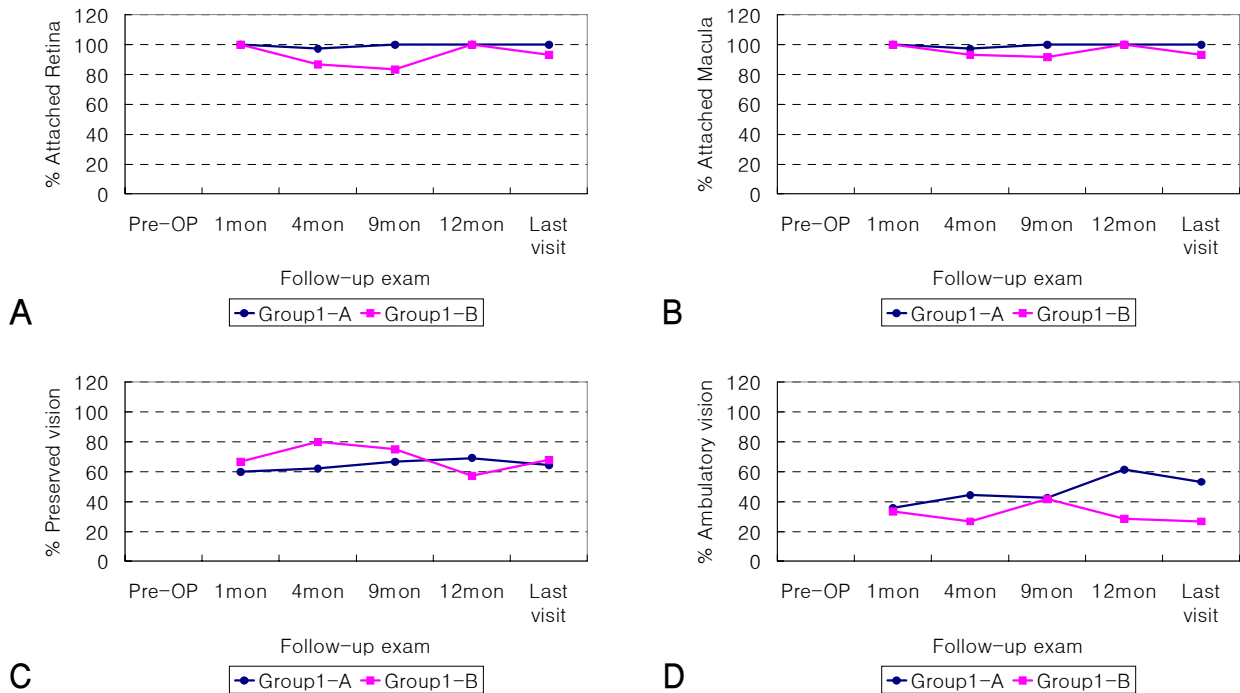 120
100
80
60
40
20
0
% Attached Retina
Pre-OP 1mon 4mon 9mon 12mon Last
visit
Follow-up exam
Group1-A Group1-B
A
120
100
80
60
40
20
0
% Attached Macula
Pre-OP 1mon 4mon 9mon 12mon Last
visit
Follow-up exam
Group1-A Group1-B
B
120
100
80
60
40
20
0
% Preserved vision
Pre-OP 1mon 4mon 9mon 12mon Last
visit
Follow-up exam
Group1-A Group1-B
C
120
100
80
60
40
20
0
% Ambulatory vision
Pre-OP 1mon 4mon 9mon 12mon Last
visit
Follow-up exam
Group1-A Group1-B
D